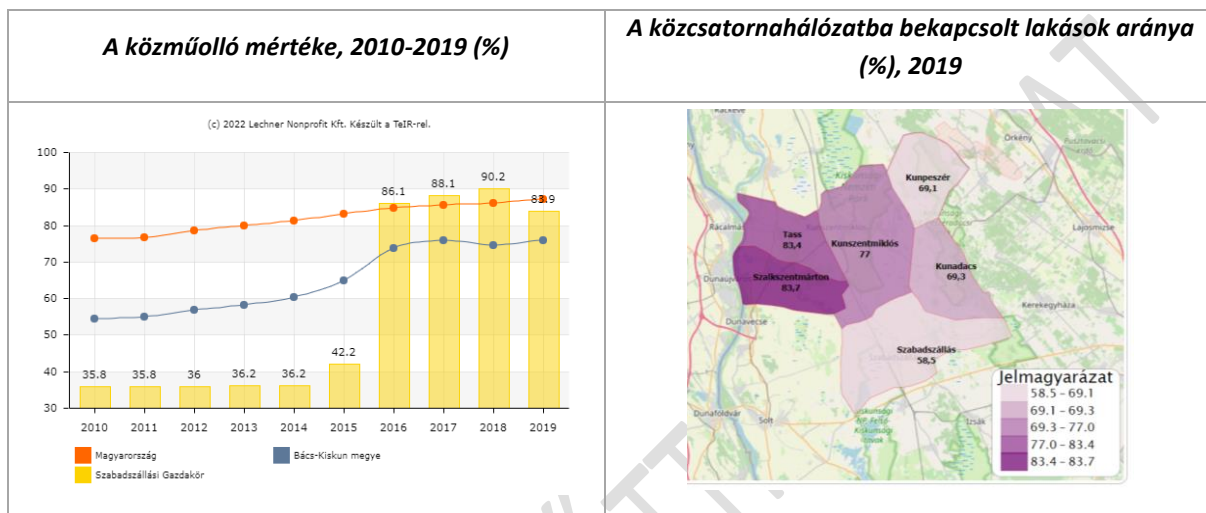 A közműolló mértéke, 2010-2019 (%)
A közcsatornahálózatba bekapcsolt lakások aránya
(%), 2019
(c) 2022 Lechner Nonprofit Kft. Készült a TeIR-rel.
100
90
80
70
60
50
40
30
35.8
35.8
36
36.2
36.2
42.2
86.1
88.1
90.2
83.9
2010
2011
2012
2013
2014
2015
2016
2017
2018
2019
Magyarország
Bács-Kiskun megye
Szabadszállási Gazdakör
Ráckeve
Örkény
Kiskunsági
Nemzeti
Park
Kunpeszér
69,1
Rácalmás
Tass
83,4
Kunszentmiklós
77
Lajosmizse
Dunaújváros
Szalkszentmárton
83,7
Kunadacs
69,3
Kerekegyháza
Dunavecse
Szabadszállás
58,5
Dunaföldvár
Solt
Izsák
Jelmagyarázat
58.5 - 69.1
69.1 - 69.3
69.3 - 77.0
77.0 - 83.4
83.4 - 83.7